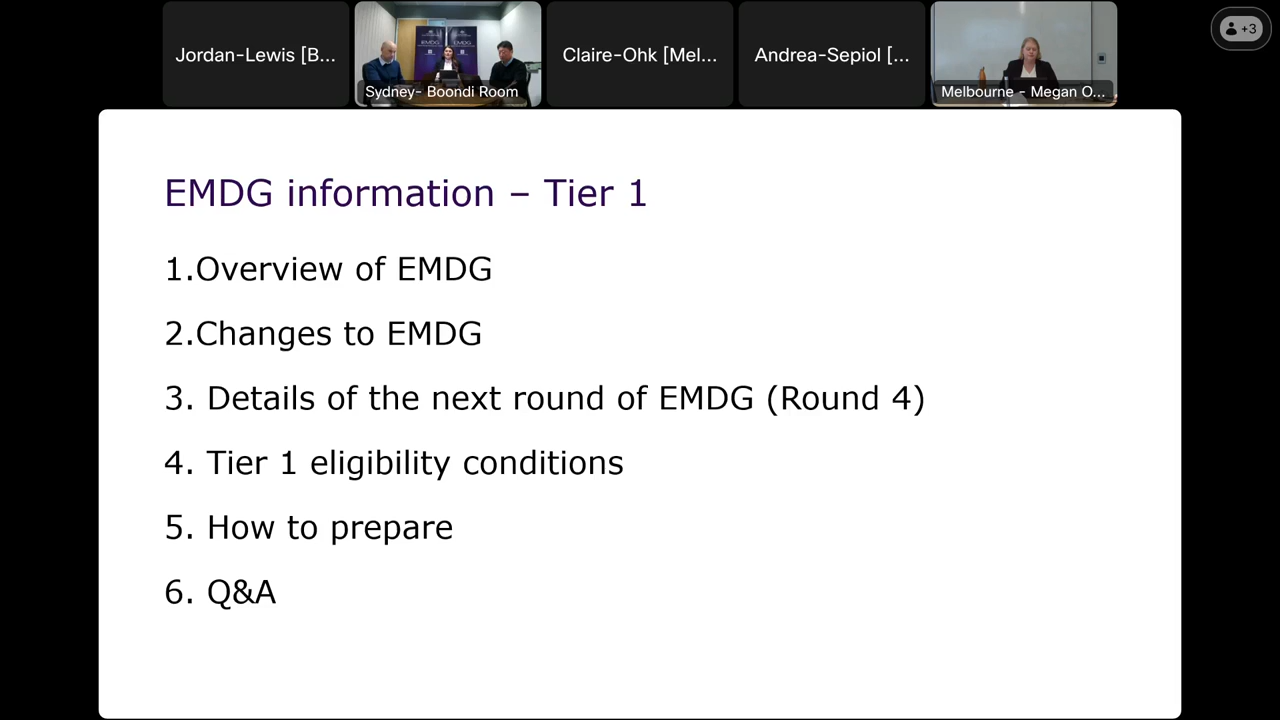 Jordan-Lewis [B...
Sydney- Boondi Room
Claire-Ohk [Mel...
Andrea-Sepiol [...
Melbourne - Megan O...
+3
EMDG
EMDG information – Tier 1
1.Overview of EMDG
2.Changes to EMDG
3. Details of the next round of EMDG (Round 4)
4. Tier 1 eligibility conditions
5. How to prepare
6. Q&A